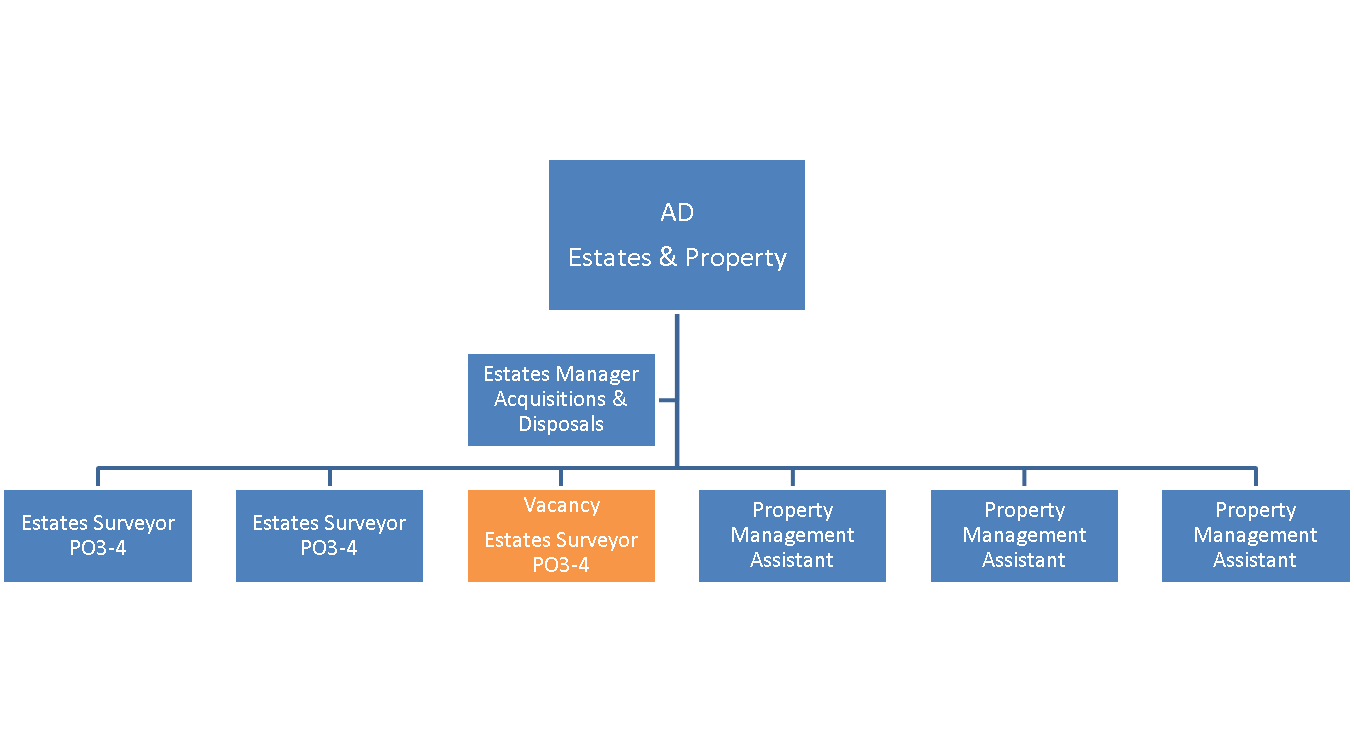 AD
Estates & Property
Estates Manager
Acquisitions &
Disposals
Estates Surveyor
PO3-4
Estates Surveyor
PO3-4
Vacancy
Estates Surveyor
PO3-4
Property
Management
Assistant
Property
Management
Assistant
Property
Management
Assistant